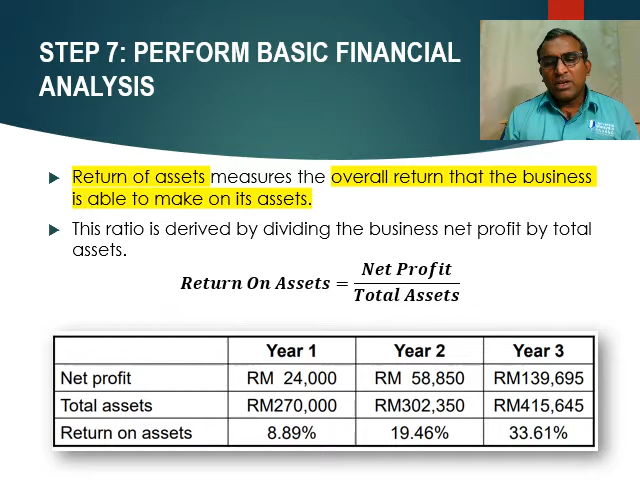 STEP 7: PERFORM BASIC FINANCIAL
ANALYSIS
Return of assets measures the overall return that the business
is able to make on its assets.
This ratio is derived by dividing the business net profit by total
assets.
Return On Assets = Net Profit / Total Assets
Year 1 Year 2 Year 3
Net profit RM 24,000 RM 58,850 RM139,695
Total assets RM270,000 RM302,350 RM415,645
Return on assets 8.89% 19.46% 33.61%